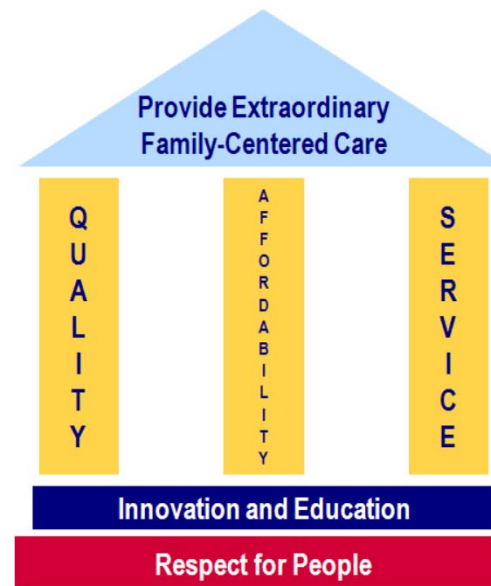 Provide Extraordinary
Family-Centered Care
QUALITY
AFFORDABILITY
SERVICE
Innovation and Education
Respect for People